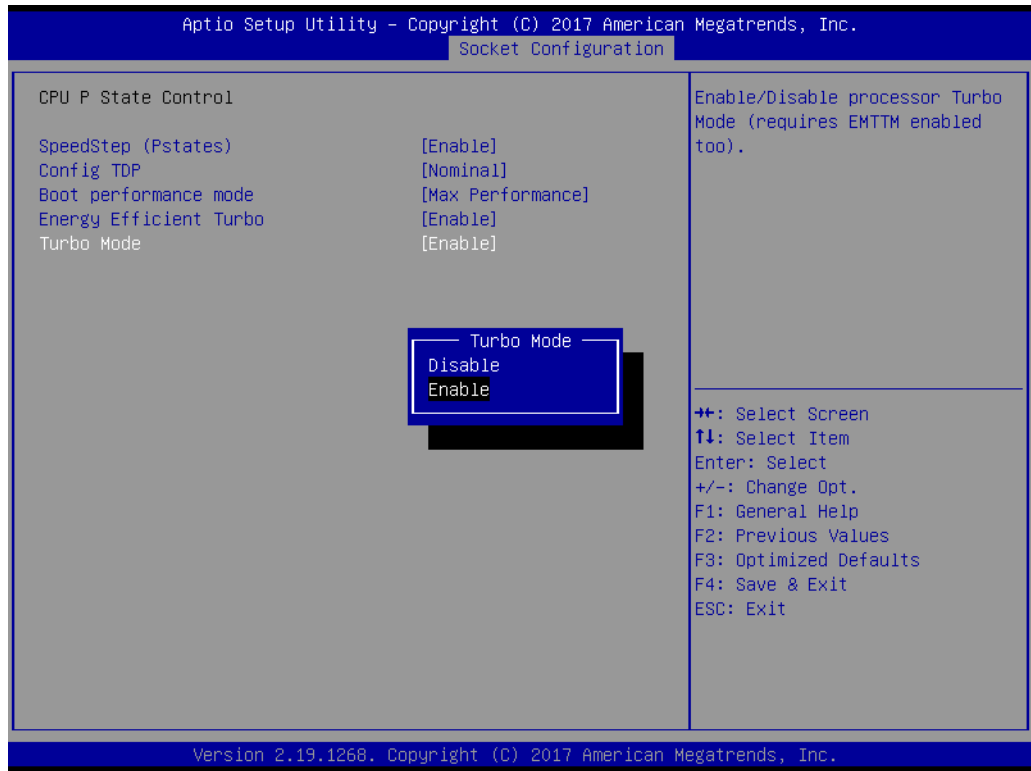 Aptio Setup Utility – Copyright (C) 2017 American Megatrends, Inc.
Socket Configuration
CPU P State Control
SpeedStep (Pstates) [Enable]
Config TDP [Nominal]
Boot performance mode [Max Performance]
Energy Efficient Turbo [Enable]
Turbo Mode [Enable]
Turbo Mode
Disable
Enable
Enable/Disable processor Turbo
Mode (requires EMTTM enabled
too).
→←: Select Screen
↑↓: Select Item
Enter: Select
+/-: Change Opt.
F1: General Help
F2: Previous Values
F3: Optimized Defaults
F4: Save & Exit
ESC: Exit
Version 2.19.1268. Copyright (C) 2017 American Megatrends, Inc.